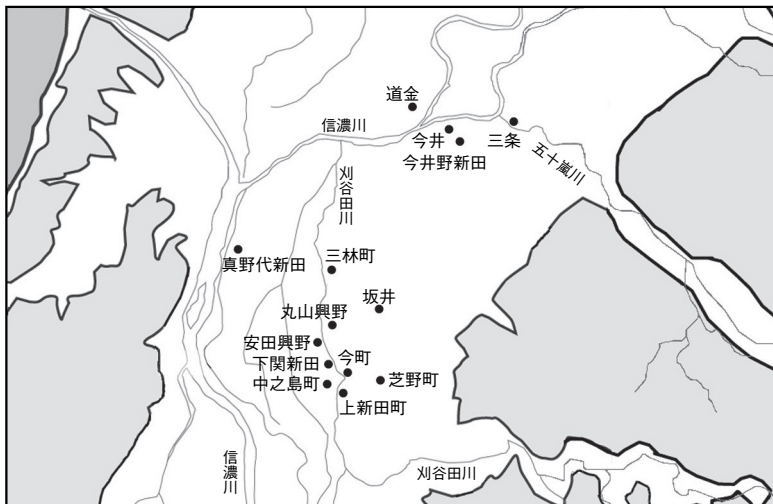 道金
信濃川
今井
三条
今井野新田
五十嵐川
刈谷田川
真野代新田
三林町
坂井
丸山興野
安田興野
下関新田
今町
中之島町
芝野町
上新田町
信濃川
刈谷田川